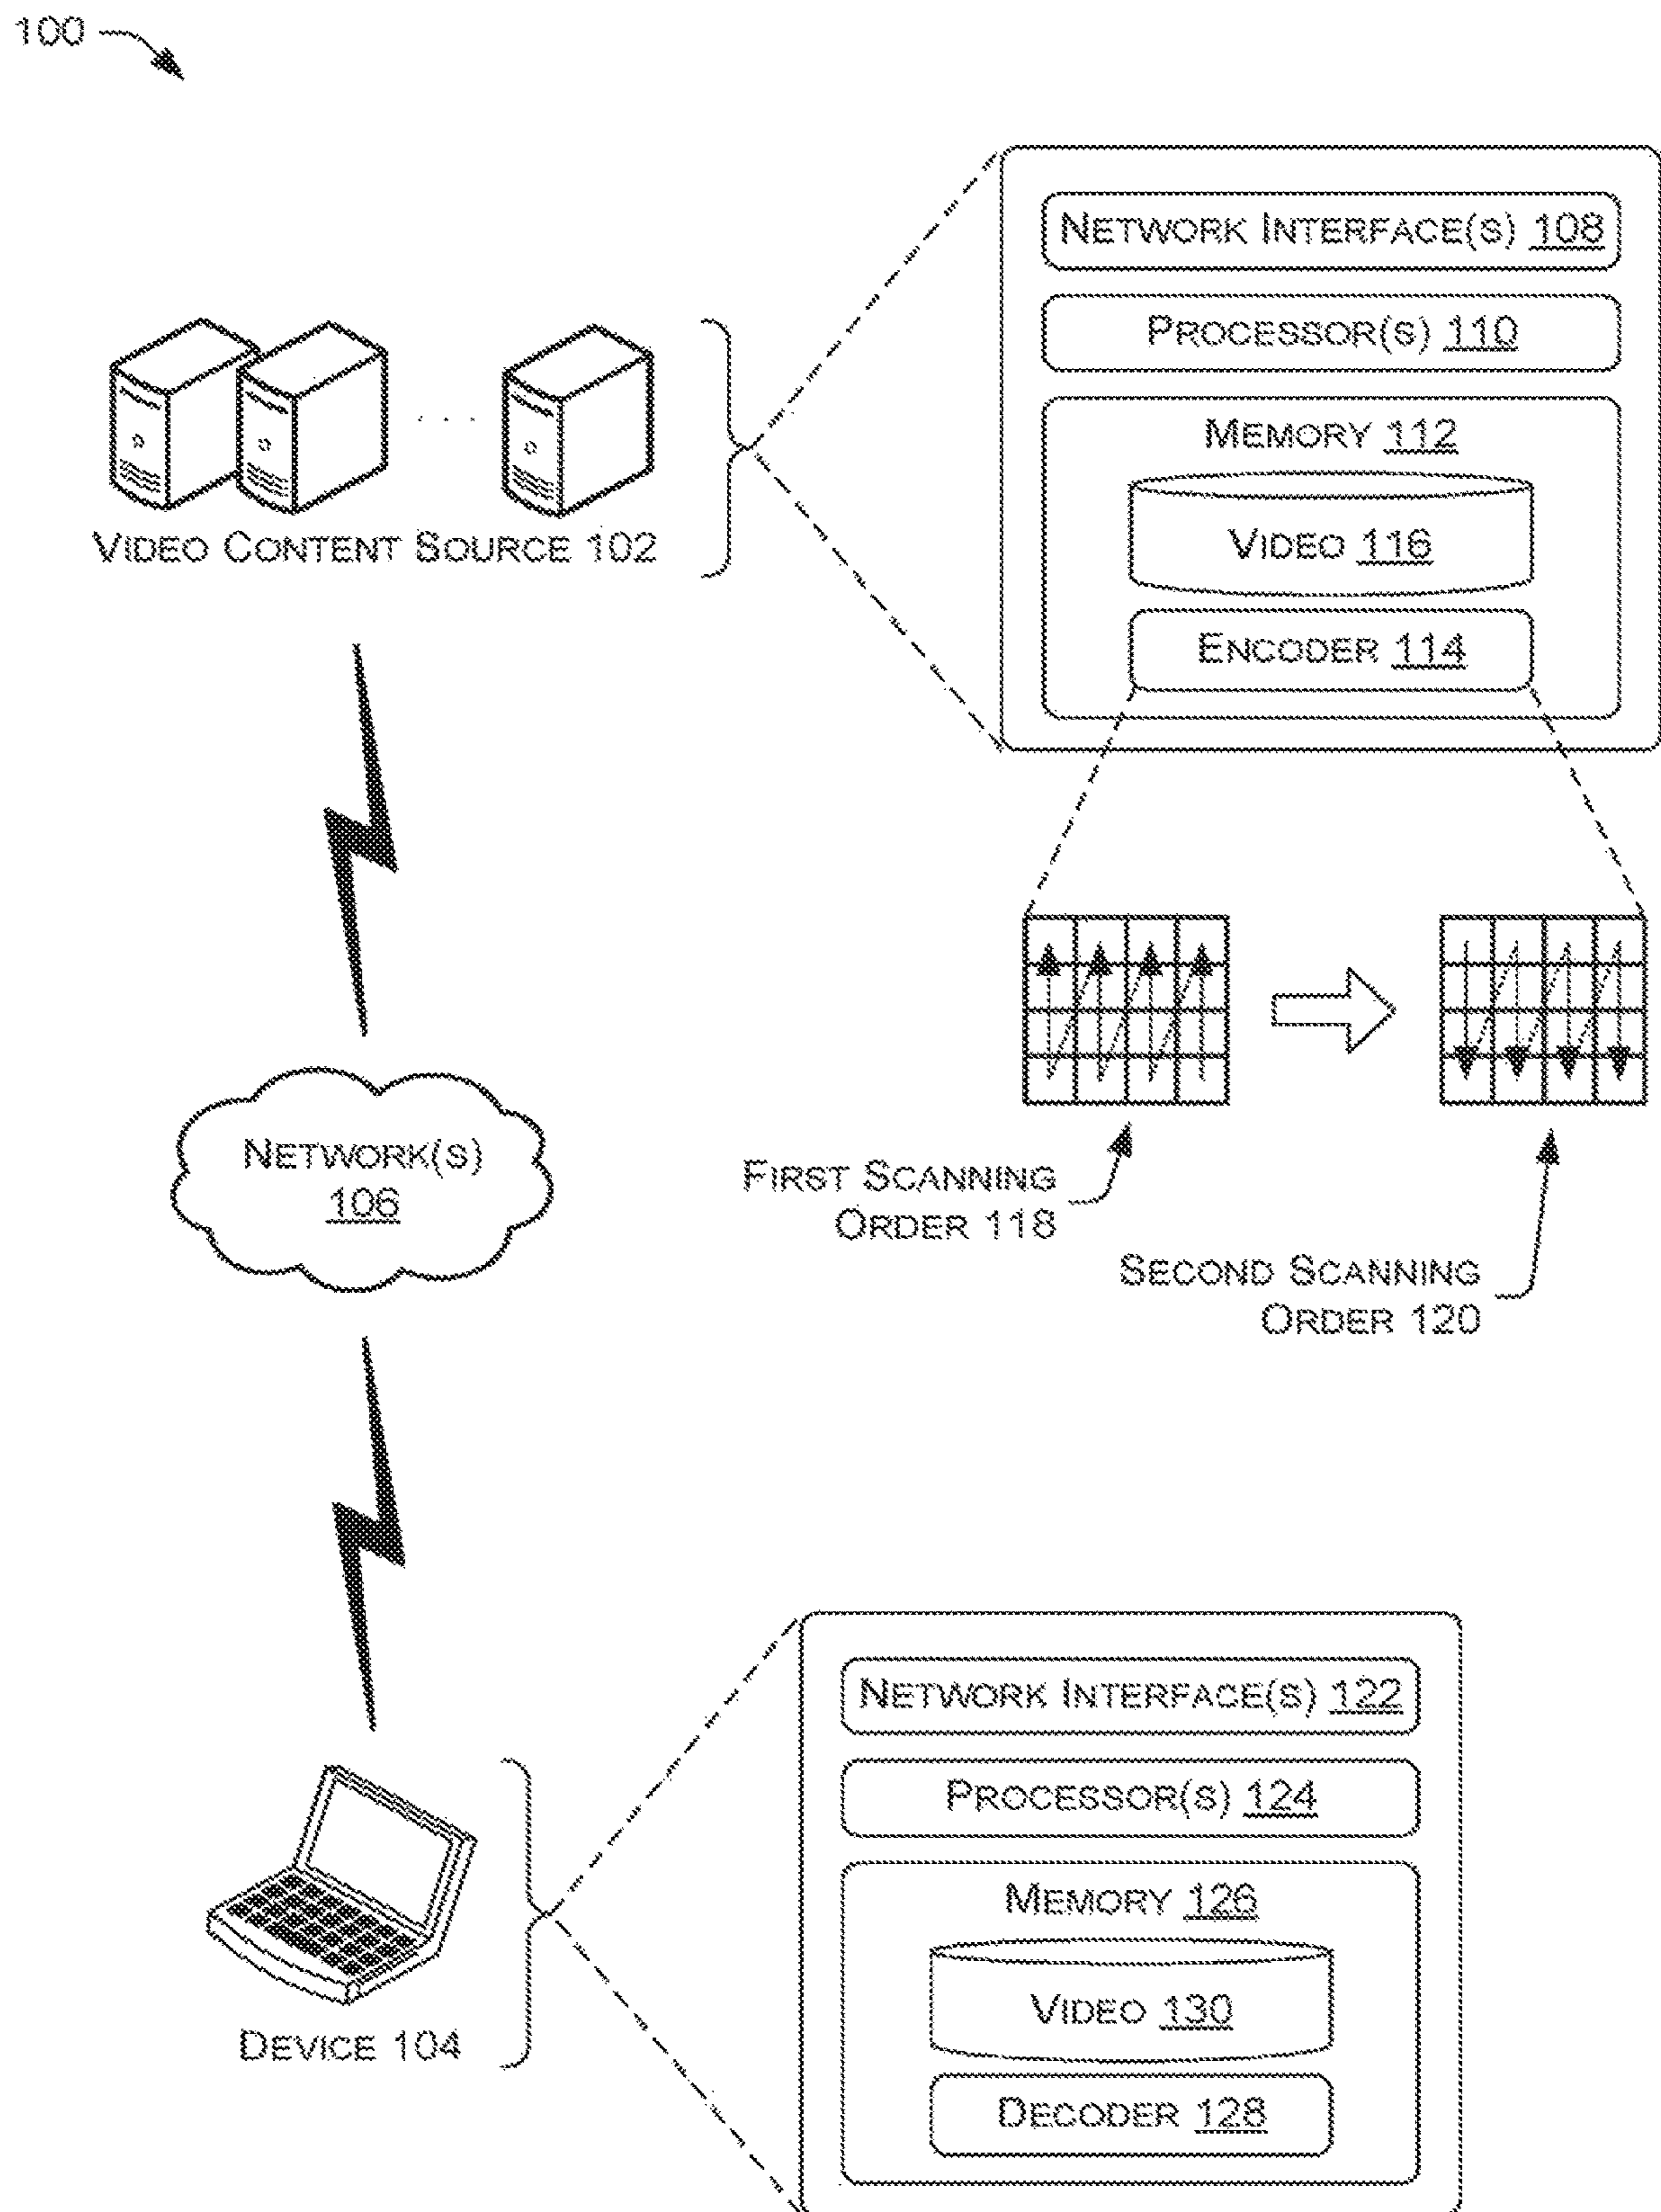 100
NETWORK INTERFACE(S) 108
PROCESSOR(S) 110
MEMORY 112
VIDEO 116
ENCODER 114
VIDEO CONTENT SOURCE 102
NETWORK(S)
106
FIRST SCANNING
ORDER 118
SECOND SCANNING
ORDER 120
NETWORK INTERFACE(S) 122
PROCESSOR(S) 124
MEMORY 126
VIDEO 130
DECODER 128
DEVICE 104